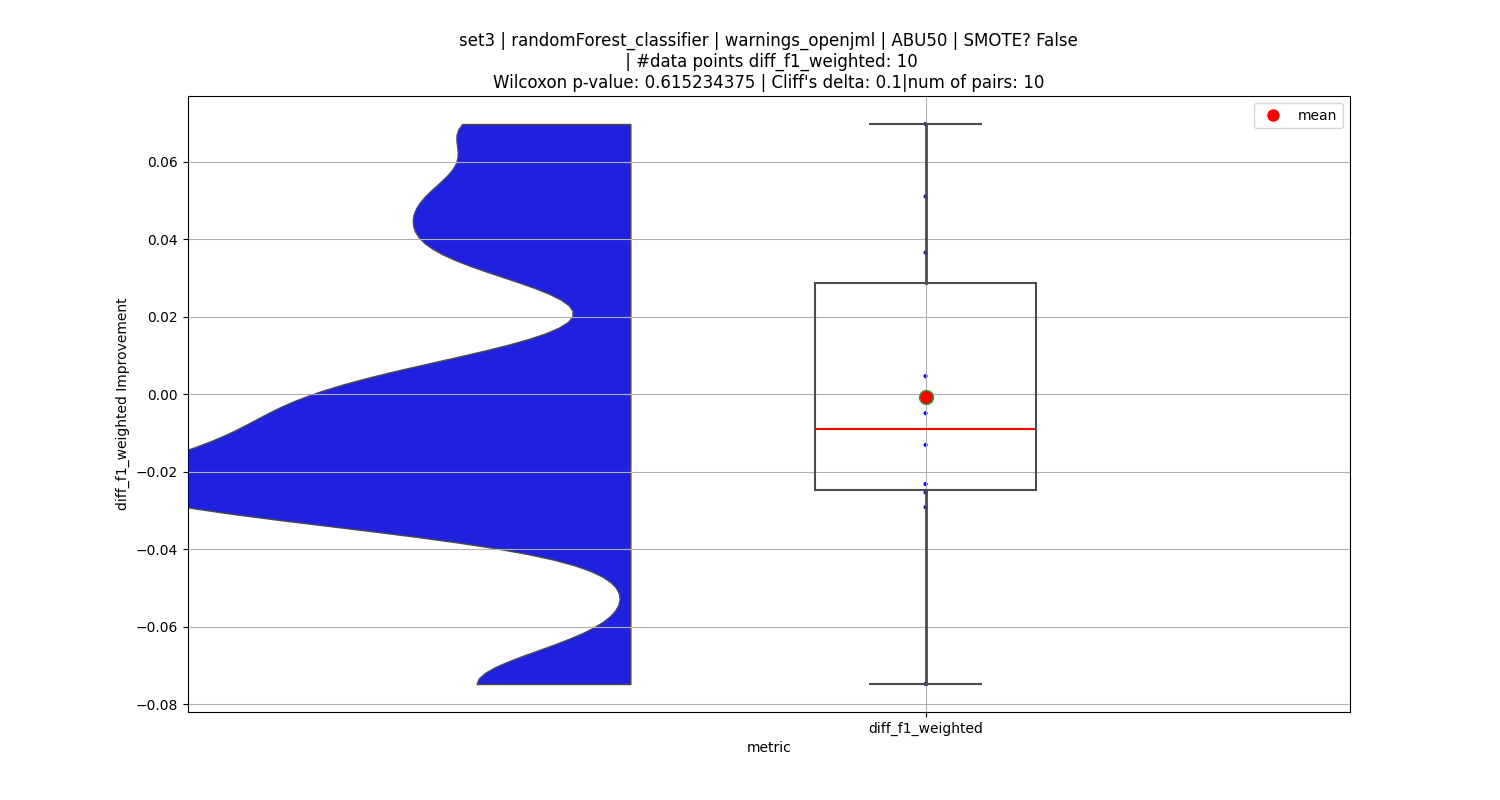 set3 | randomForest_classifier | warnings_openjml | ABU50 | SMOTE? False
| #data points diff_f1_weighted: 10
Wilcoxon p-value: 0.615234375 | Cliff's delta: 0.1|num of pairs: 10
mean
0.06
0.04
0.02
0.00
−0.02
−0.04
−0.06
−0.08
diff_f1_weighted Improvement
diff_f1_weighted
metric